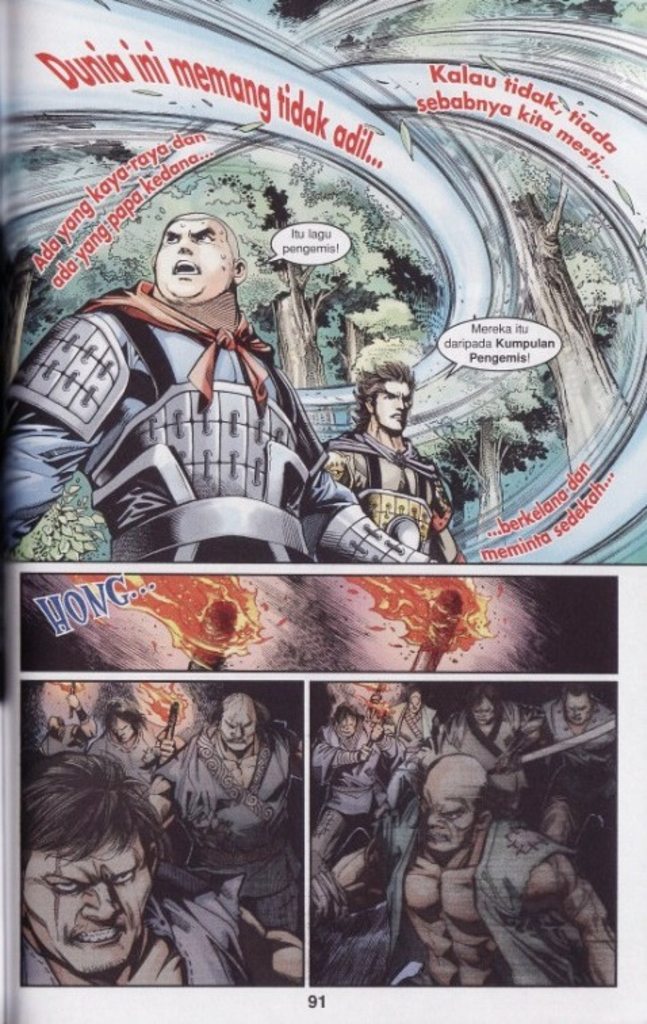 Dunia ini memang tidak adil...
Ada yang kaya-raya dan
ada yang papa kedana...
Kalau tidak, tiada
sebabnya kita mesti...
Itu lagu
pengemis!
Mereka itu
daripada Kumpulan
Pengemis!
...berkelana dan
meminta sedekah...
HONG...
91